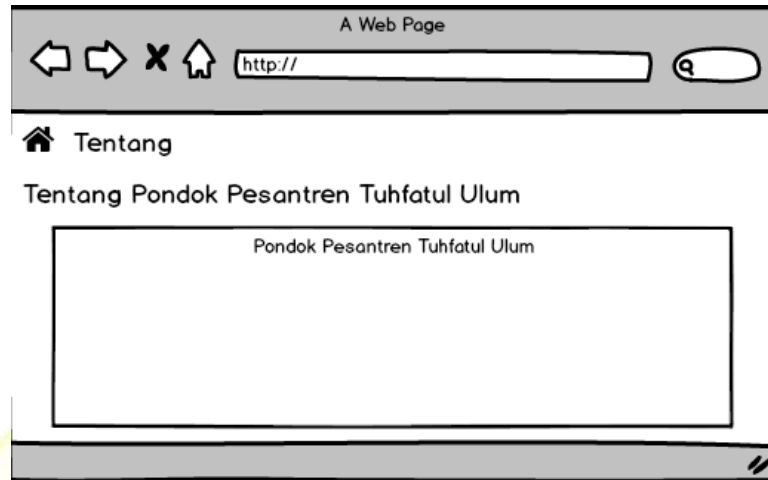 A Web Page
http://
Tentang
Tentang Pondok Pesantren Tuhfatul Ulum
Pondok Pesantren Tuhfatul Ulum